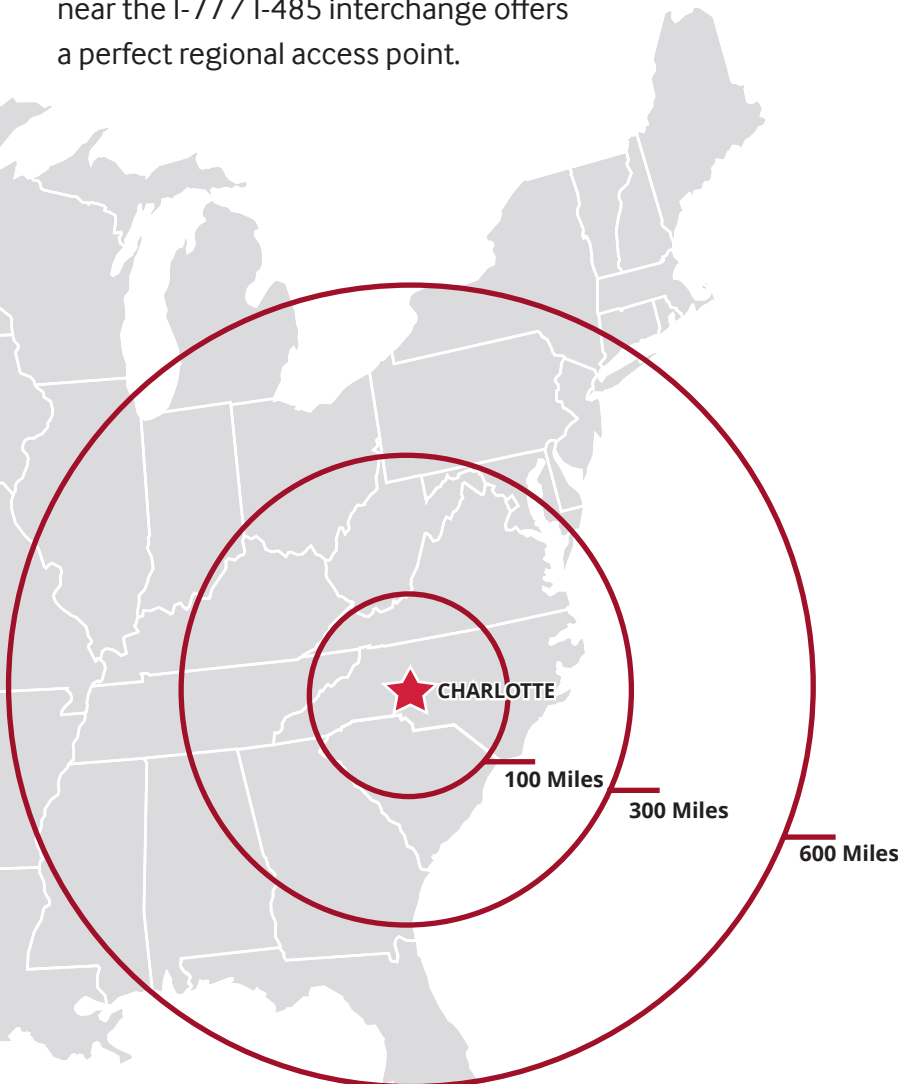 near the I-77 / I-485 interchange offers
a perfect regional access point.
CHARLOTTE
100 Miles
300 Miles
600 Miles